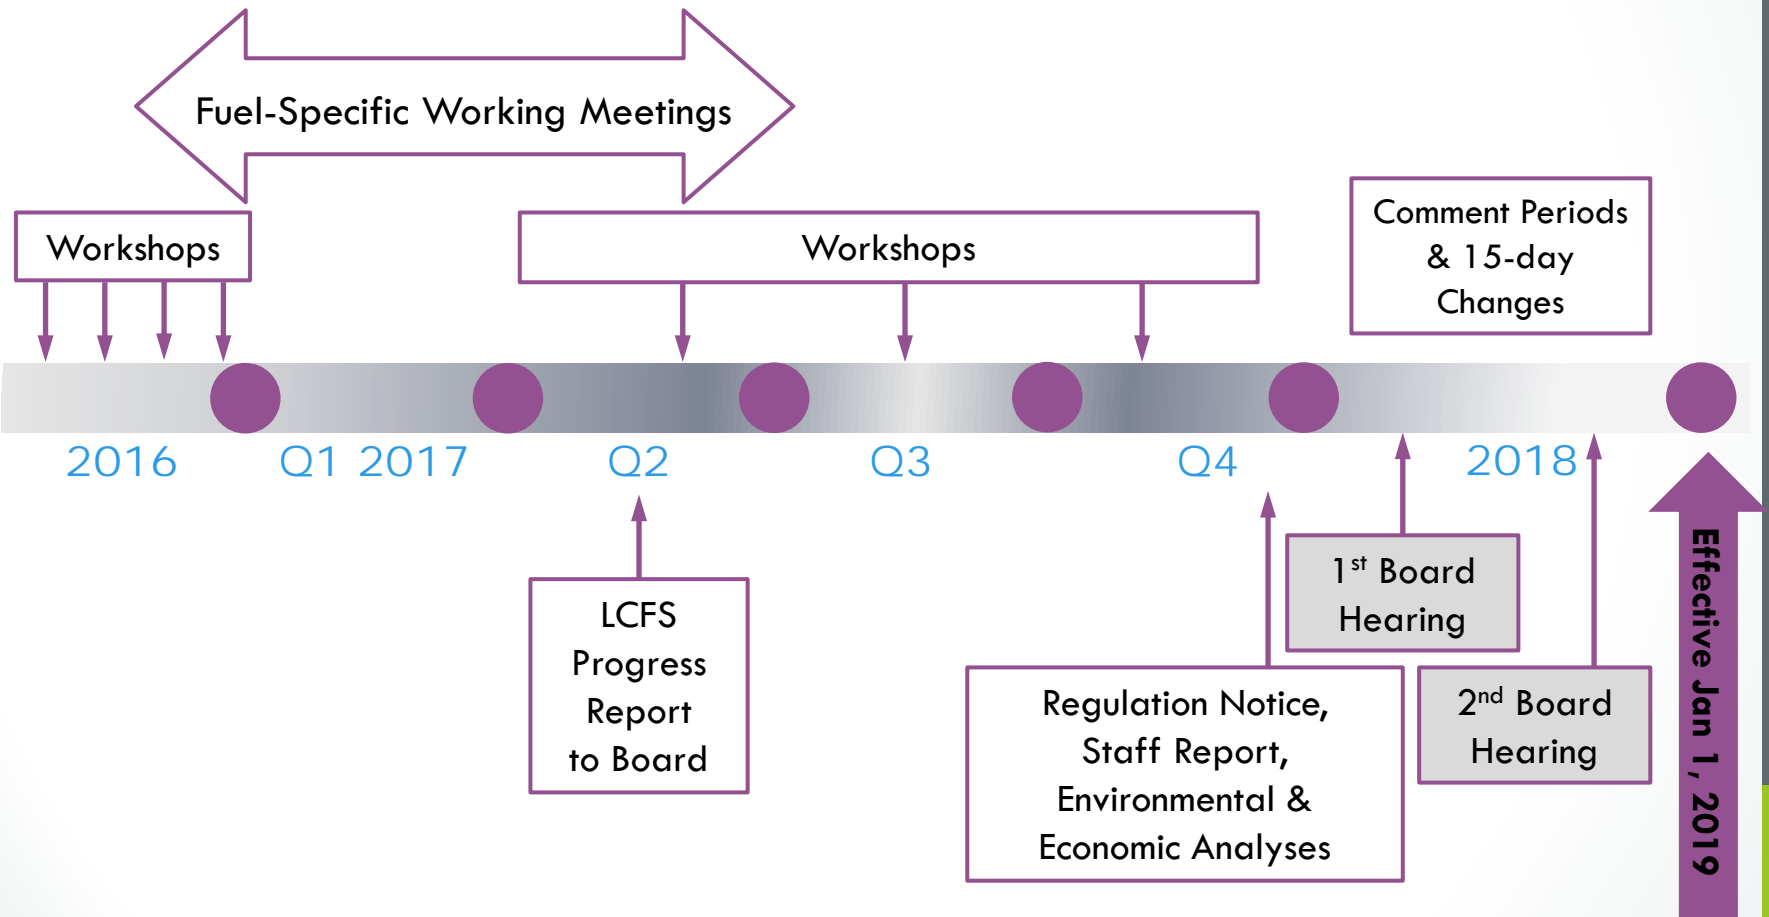 Fuel-Specific Working Meetings
Workshops
Workshops
Comment Periods
& 15-day
Changes
2016
Q1 2017
Q2
Q3
Q4
2018
LCFS
Progress
Report
to Board
Regulation Notice,
Staff Report,
Environmental &
Economic Analyses
1st Board
Hearing
2nd Board
Hearing
Effective Jan 1, 2019